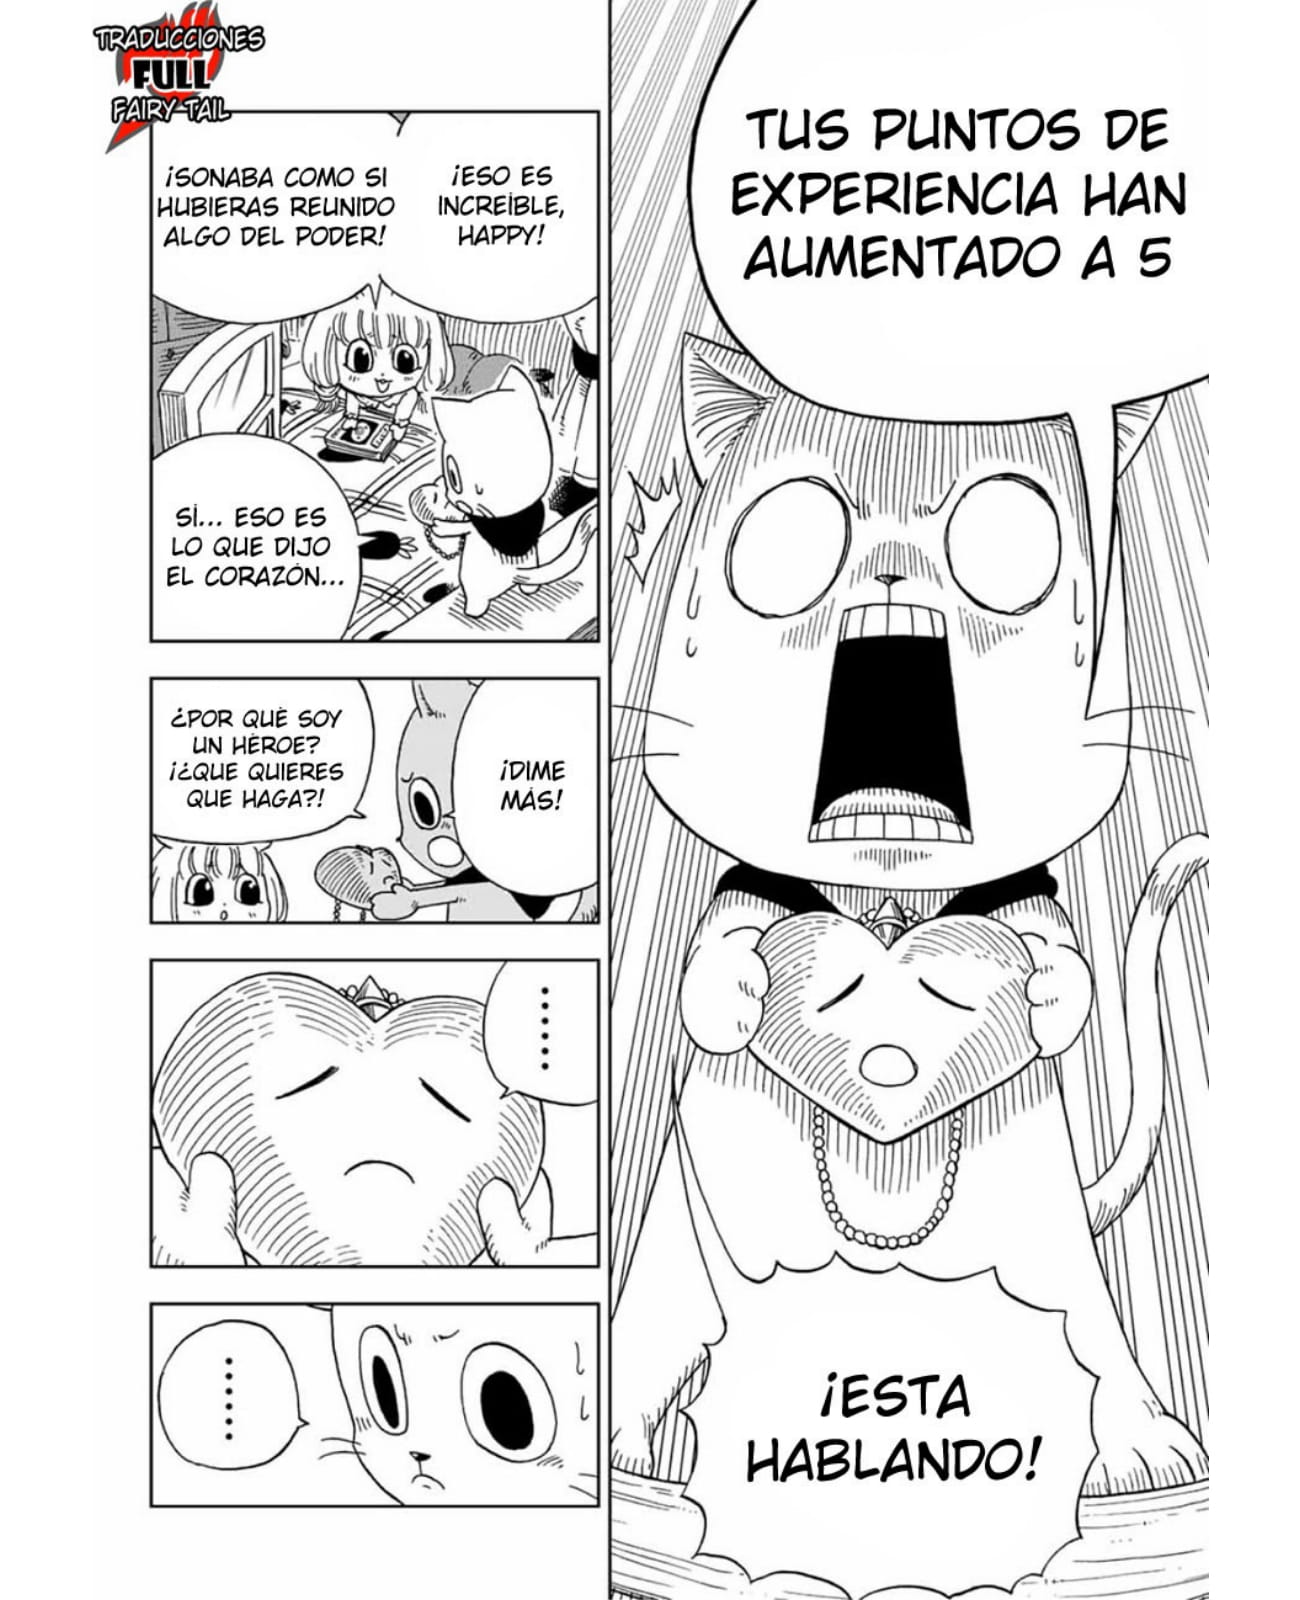 TRADUCCIONES
FULL
FAIRY TAIL
TUS PUNTOS DE
EXPERIENCIA HAN
AUMENTADO A 5
¡ESTA
HABLANDO!
¡ESO ES
INCREÍBLE,
HAPPY!
¡SONABA COMO SI
HUBIERAS REUNIDO
ALGO DEL PODER!
SÍ... ESO ES
LO QUE DIJO
EL CORAZÓN...
¡DIME
MÁS!
¿POR QUÉ SOY
UN HÉROE?
¡¿QUE QUIERES
QUE HAGA?!
......
......